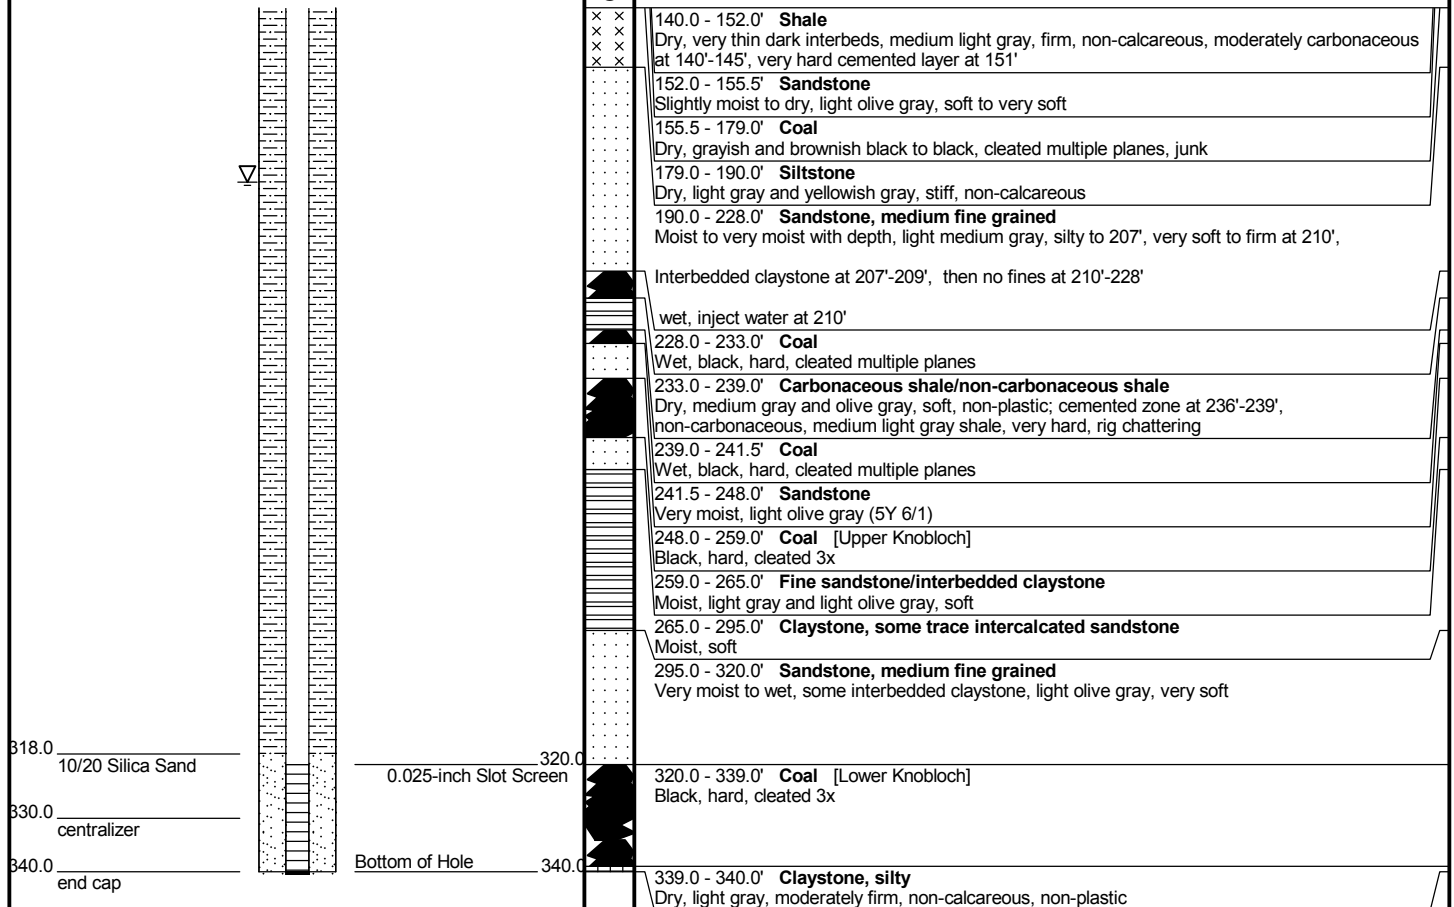 140.0 - 152.0' Shale
Dry, very thin dark interbeds, medium light gray, firm, non-calcareous, moderately carbonaceous
at 140'-145', very hard cemented layer at 151'
152.0 - 155.5' Sandstone
Slightly moist to dry, light olive gray, soft to very soft
155.5 - 179.0' Coal
Dry, grayish and brownish black to black, cleated multiple planes, junk
179.0 - 190.0' Siltstone
Dry, light gray and yellowish gray, stiff, non-calcareous
190.0 - 228.0' Sandstone, medium fine grained
Moist to very moist with depth, light medium gray, silty to 207', very soft to firm at 210',
Interbedded claystone at 207'-209', then no fines at 210'-228'
wet, inject water at 210'
228.0 - 233.0' Coal
Wet, black, hard, cleated multiple planes
233.0 - 239.0' Carbonaceous shale/non-carbonaceous shale
Dry, medium gray and olive gray, soft, non-plastic; cemented zone at 236'-239',
non-carbonaceous, medium light gray shale, very hard, rig chattering
239.0 - 241.5' Coal
Wet, black, hard, cleated multiple planes
241.5 - 248.0' Sandstone
Very moist, light olive gray (5Y 6/1)
248.0 - 259.0' Coal [Upper Knobloch]
Black, hard, cleated 3x
259.0 - 265.0' Fine sandstone/interbedded claystone
Moist, light gray and light olive gray, soft
265.0 - 295.0' Claystone, some trace intercalcated sandstone
Moist, soft
295.0 - 320.0' Sandstone, medium fine grained
Very moist to wet, some interbedded claystone, light olive gray, very soft
318.0
10/20 Silica Sand
320.0
0.025-inch Slot Screen
320.0 - 339.0' Coal [Lower Knobloch]
Black, hard, cleated 3x
330.0
centralizer
340.0
end cap
Bottom of Hole
340.0
339.0 - 340.0' Claystone, silty
Dry, light gray, moderately firm, non-calcareous, non-plastic